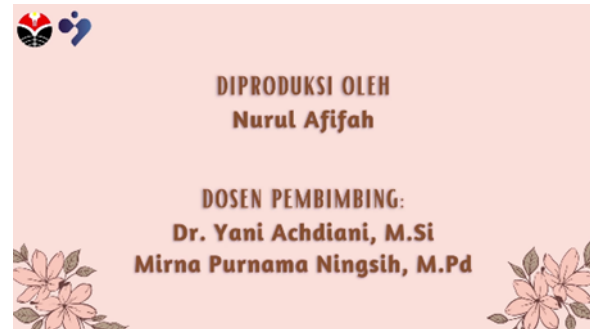 DIPRODUKSI OLEH
Nurul Afifah
DOSEN PEMBIMBING:
Dr. Yani Achdiani, M.Si
Mirna Purnama Ningsih, M.Pd